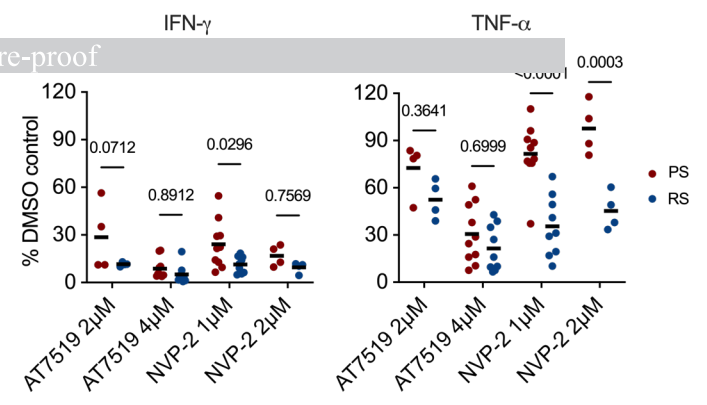 IFN-γ
TNF-α
re-proof
% DMSO control
120
90
60
30
0
0.0712
0.8912
0.0296
0.7569
AT7519 2μM
AT7519 4μM
NVP-2 1μM
NVP-2 2μM
120
90
60
30
0
0.3641
0.6999
<0.0001
0.0003
AT7519 2μM
AT7519 4μM
NVP-2 1μM
NVP-2 2μM
PS
RS